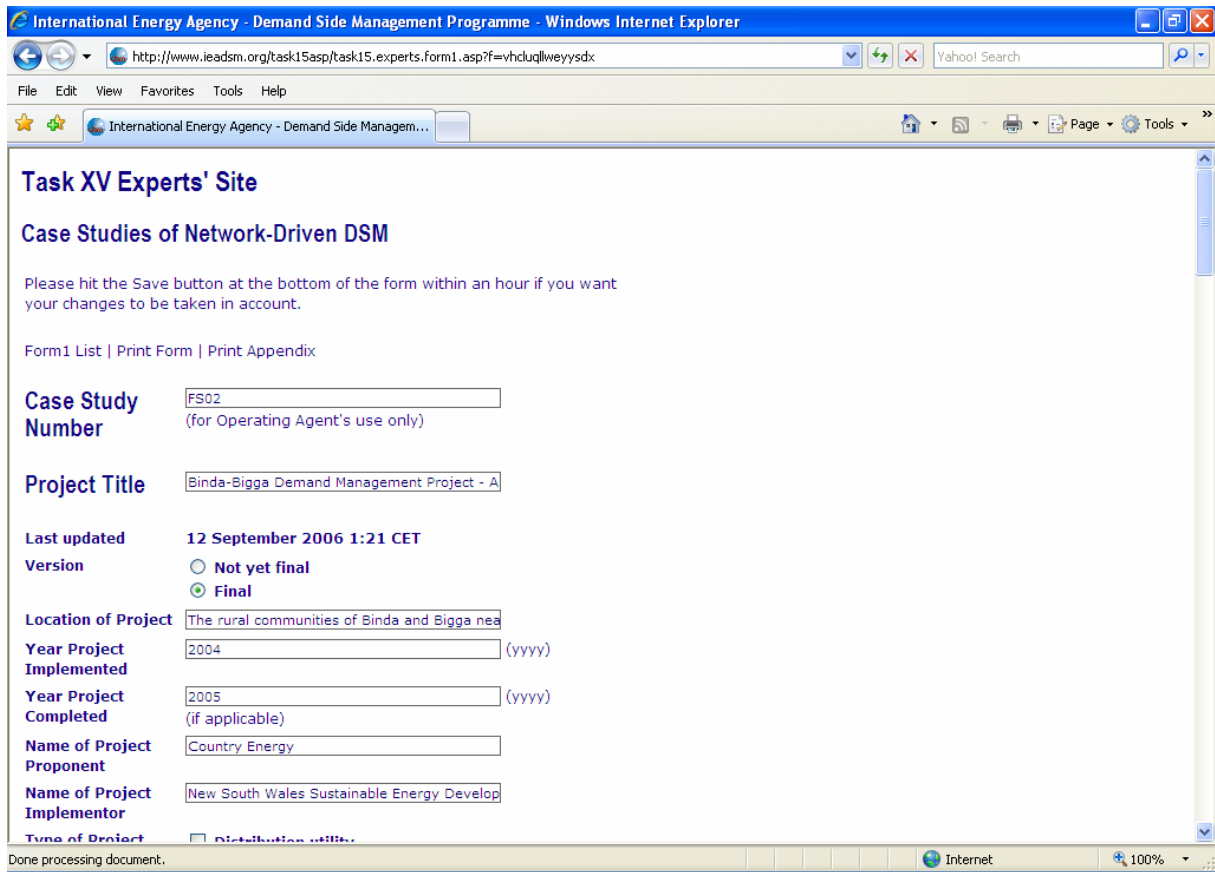 International Energy Agency - Demand Side Management Programme - Windows Internet Explorer
http://www.ieadsm.org/task15asp/task15.experts.form1.asp?f=vhcluqllweyysdx
Yahoo! Search
File Edit View Favorites Tools Help
International Energy Agency - Demand Side Managem...
Page Tools »
Task XV Experts' Site
Case Studies of Network-Driven DSM
Please hit the Save button at the bottom of the form within an hour if you want
your changes to be taken in account.
Form1 List | Print Form | Print Appendix
Case Study Number FS02
(for Operating Agent's use only)
Project Title Binda-Bigga Demand Management Project - A
Last updated 12 September 2006 1:21 CET
Version Not yet final
Final
Location of Project The rural communities of Binda and Bigga nea
Year Project Implemented 2004 (yyyy)
Year Project Completed 2005 (yyyy)
(if applicable)
Name of Project Proponent Country Energy
Name of Project Implementor New South Wales Sustainable Energy Develop
Type of Project Distribution utility
Done processing document. Internet 100%